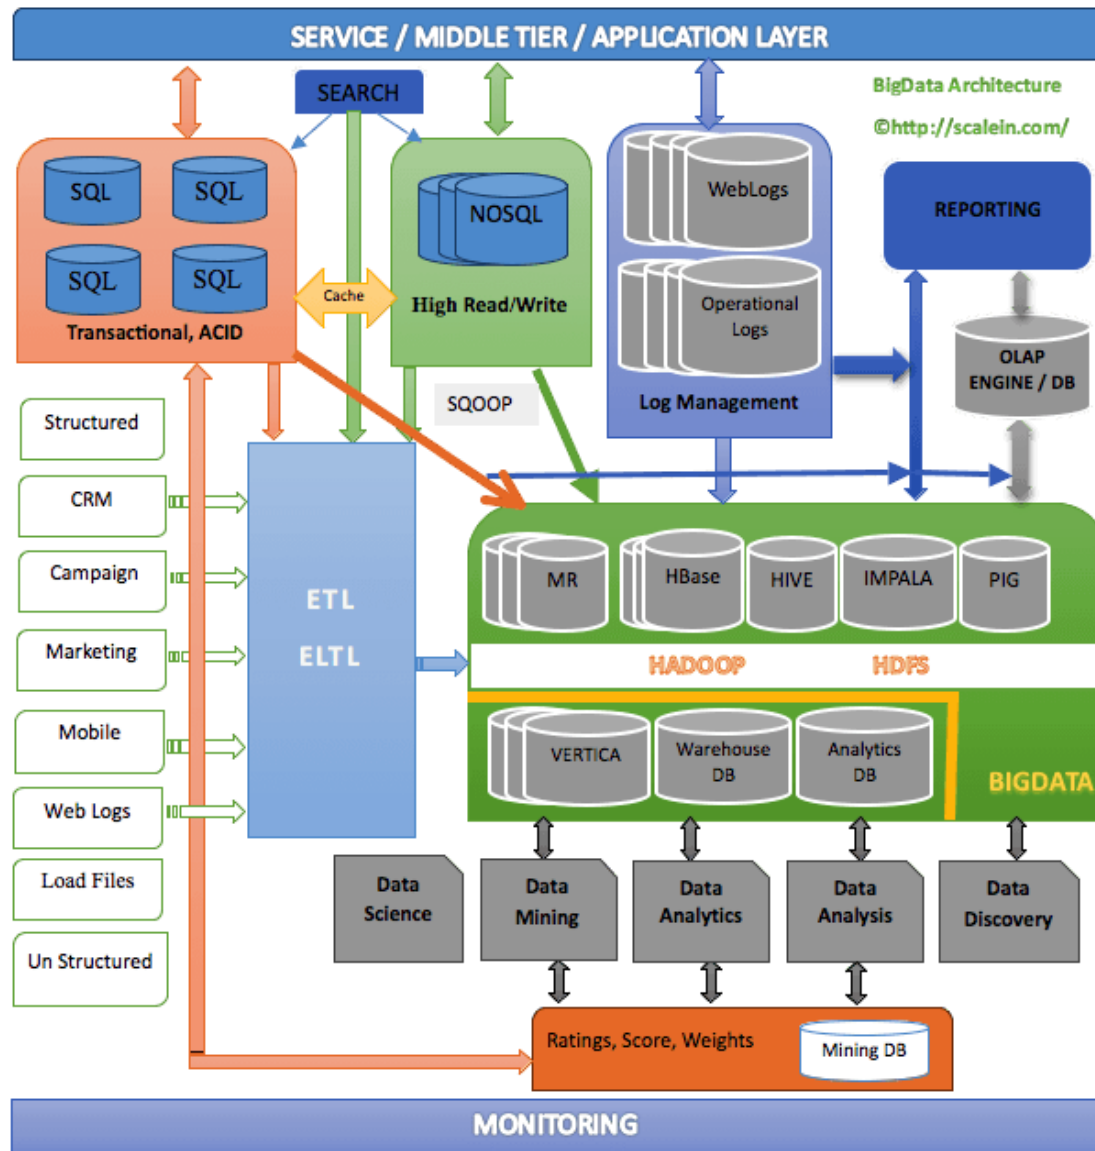 SERVICE / MIDDLE TIER / APPLICATION LAYER
SEARCH
BigData Architecture
©http://scalein.com/
SQL
SQL
SQL
SQL
Transactional, ACID
Cache
NOSQL
High Read/Write
WebLogs
Operational
Logs
Log Management
REPORTING
OLAP
ENGINE / DB
SQOOP
Structured
CRM
Campaign
Marketing
Mobile
Web Logs
Load Files
Un Structured
ETL
ELTL
MR
HBase
HIVE
IMPALA
PIG
HADOOP
HDFS
VERTICA
Warehouse
DB
Analytics
DB
BIGDATA
Data
Science
Data
Mining
Data
Analytics
Data
Analysis
Data
Discovery
Ratings, Score, Weights
Mining DB
MONITORING